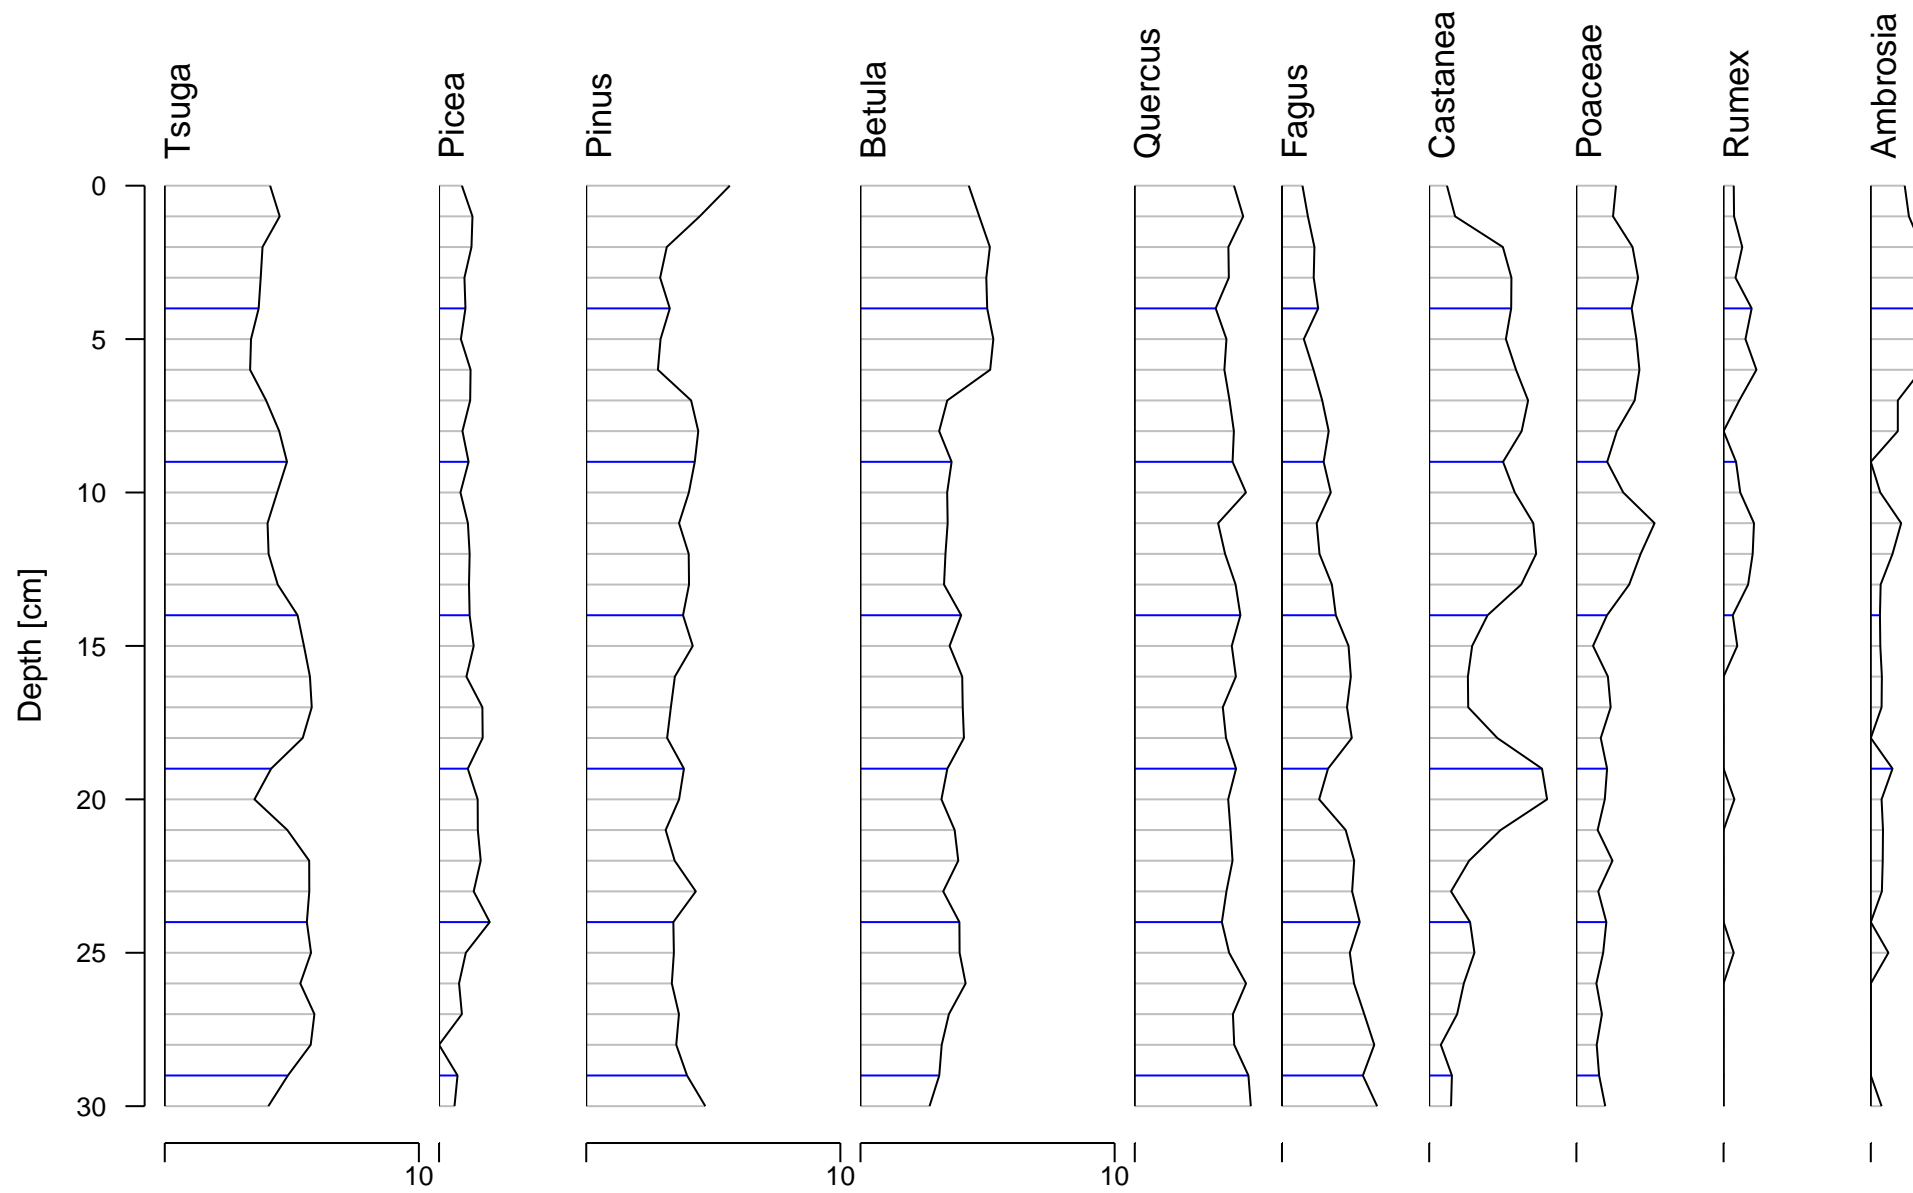 Tsuga
Picea
Pinus
Betula
Quercus
Fagus
Castanea
Poaceae
Rumex
Ambrosia
Depth [cm]
0
5
10
15
20
25
30
10
10
10